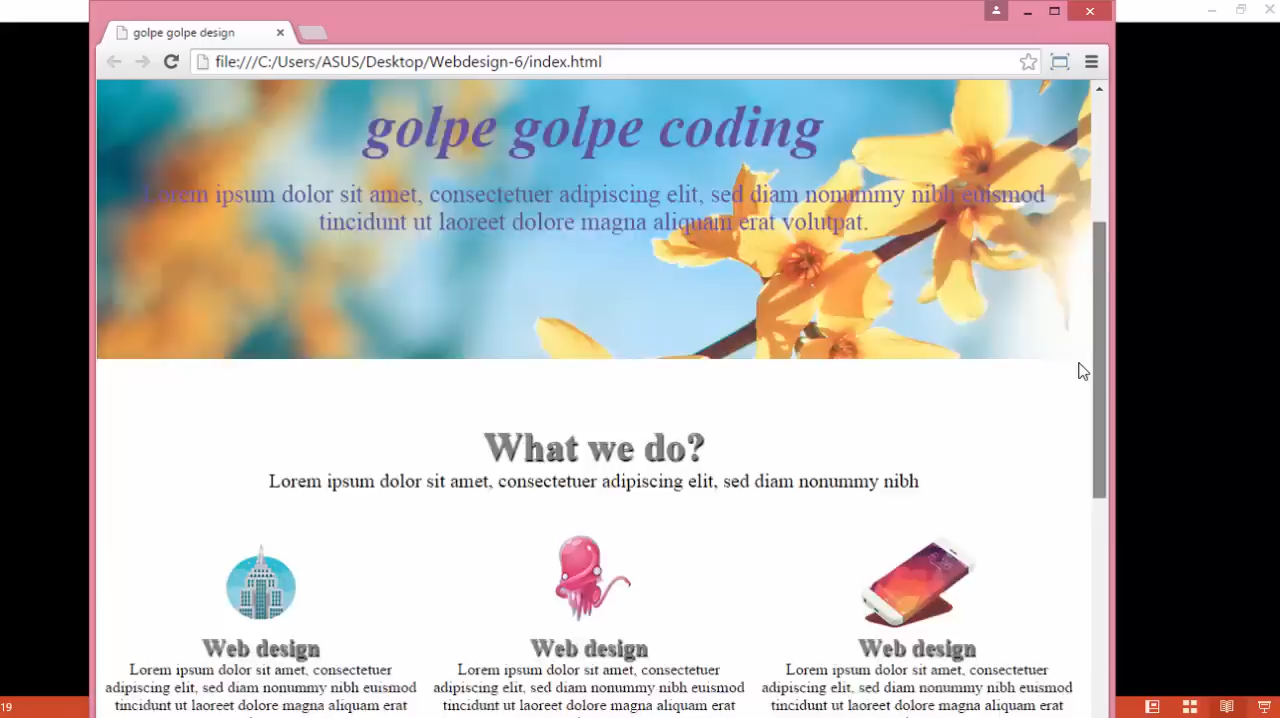 golpe golpe design
file:///C:/Users/ASUS/Desktop/Webdesign-6/index.html
golpe golpe coding
Lorem ipsum dolor sit amet, consectetuer adipiscing elit, sed diam nonummy nibh euismod
tincidunt ut laoreet dolore magna aliquam erat volutpat.
What we do?
Lorem ipsum dolor sit amet, consectetuer adipiscing elit, sed diam nonummy nibh
Web design
Lorem ipsum dolor sit amet, consectetuer
adipiscing elit, sed diam nonummy nibh euismod
tincidunt ut laoreet dolore magna aliquam erat
Web design
Lorem ipsum dolor sit amet, consectetuer
adipiscing elit, sed diam nonummy nibh euismod
tincidunt ut laoreet dolore magna aliquam erat
Web design
Lorem ipsum dolor sit amet, consectetuer
adipiscing elit, sed diam nonummy nibh euismod
tincidunt ut laoreet dolore magna aliquam erat
19